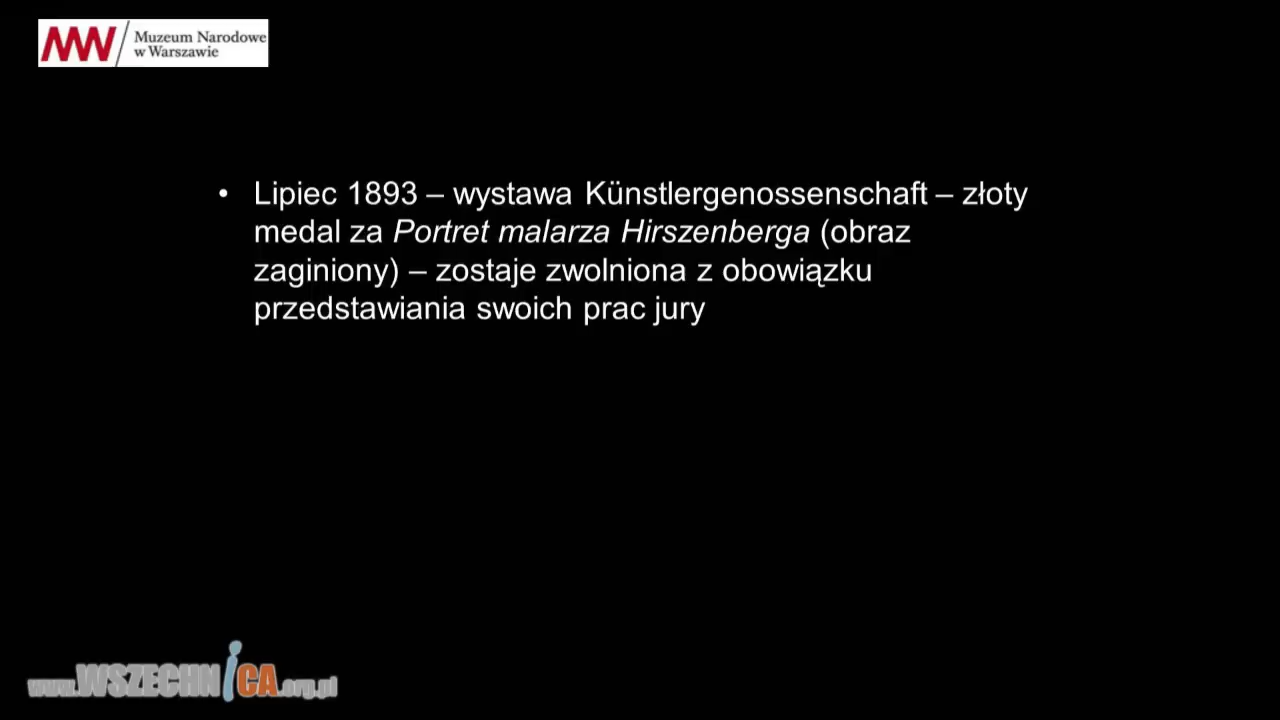 MNW Muzeum Narodowe
w Warszawie
• Lipiec 1893 – wystawa Künstlergenossenschaft – złoty
medal za Portret malarza Hirszenberga (obraz
zaginiony) – zostaje zwolniona z obowiązku
przedstawiania swoich prac jury
www.WSZECHNiCA.org.pl